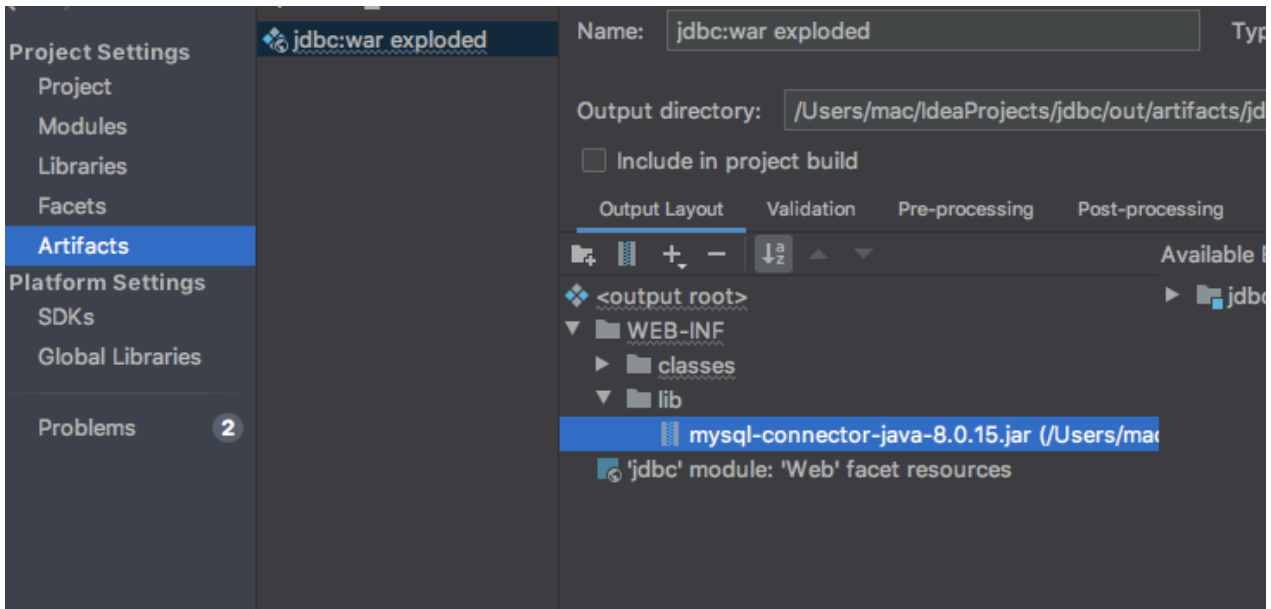 Project Settings
Project
Modules
Libraries
Facets
Artifacts
Platform Settings
SDKs
Global Libraries
Problems 2
jdbc:war exploded
Name: jdbc:war exploded
Output directory: /Users/mac/IdeaProjects/jdbc/out/artifacts/jd
Include in project build
Output Layout Validation Pre-processing Post-processing
Available
<output root>
WEB-INF
classes
lib
mysql-connector-java-8.0.15.jar (/Users/mac
'jdbc' module: 'Web' facet resources